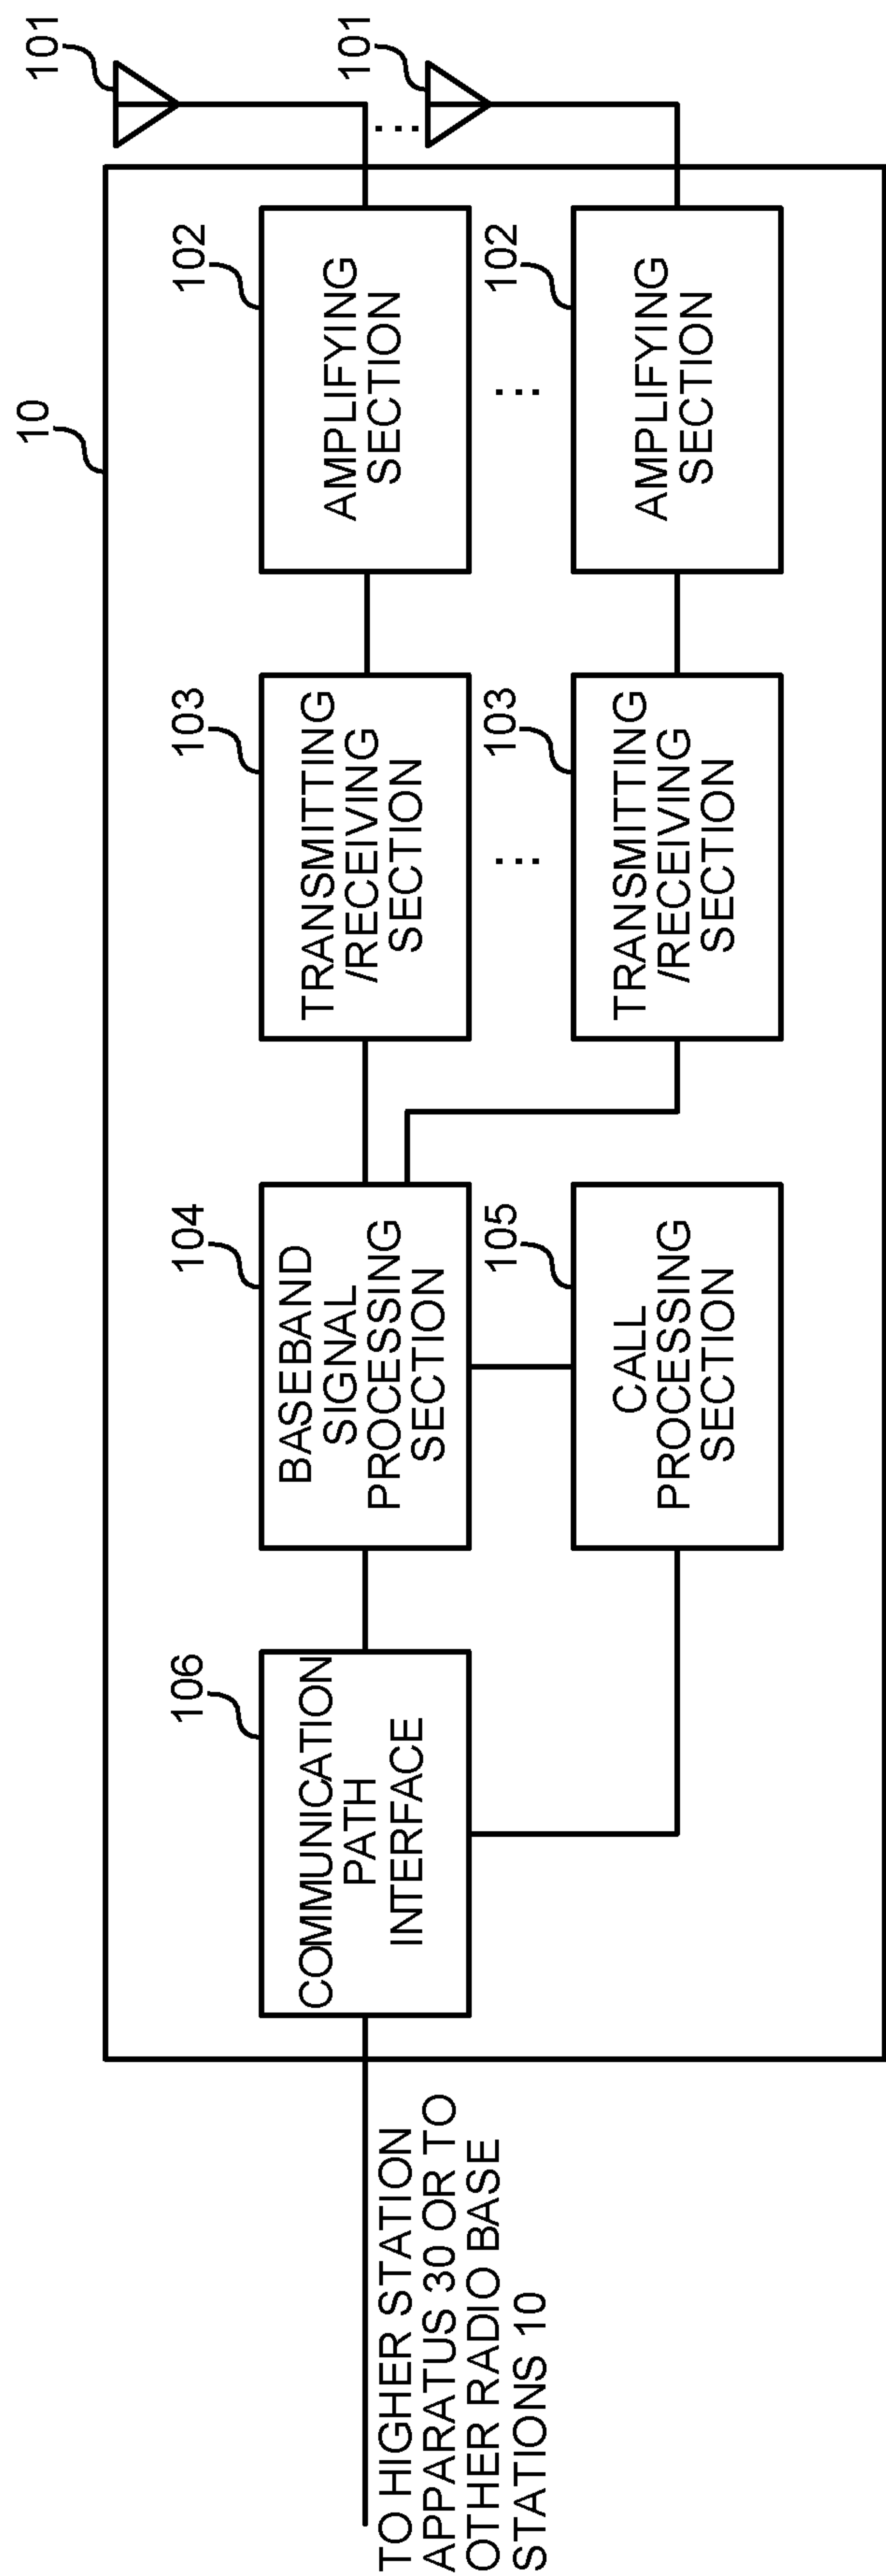 10
101
101
102
AMPLIFYING
SECTION
102
AMPLIFYING
SECTION
103
TRANSMITTING
/RECEIVING
SECTION
103
TRANSMITTING
/RECEIVING
SECTION
104
BASEBAND
SIGNAL
PROCESSING
SECTION
105
CALL
PROCESSING
SECTION
106
COMMUNICATION
PATH
INTERFACE
TO HIGHER STATION
APPARATUS 30 OR TO
OTHER RADIO BASE
STATIONS 10